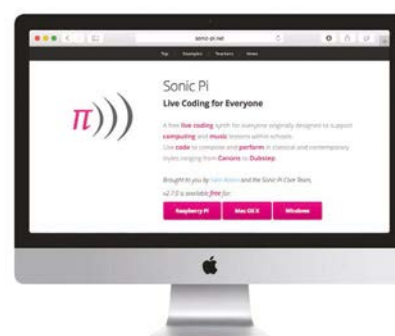 sonic-pi.net
Top Examples Teachers News
π)))
Sonic Pi
Live Coding for Everyone
A free live coding synth for everyone originally designed to support
computing and music lessons within schools.
Use code to compose and perform in classical and contemporary
styles ranging from Canons to Dubstep.
Brought to you by Sam Aaron and the Sonic Pi Core Team,
v2.7.0 is available free for
Raspberry Pi Mac OS X Windows